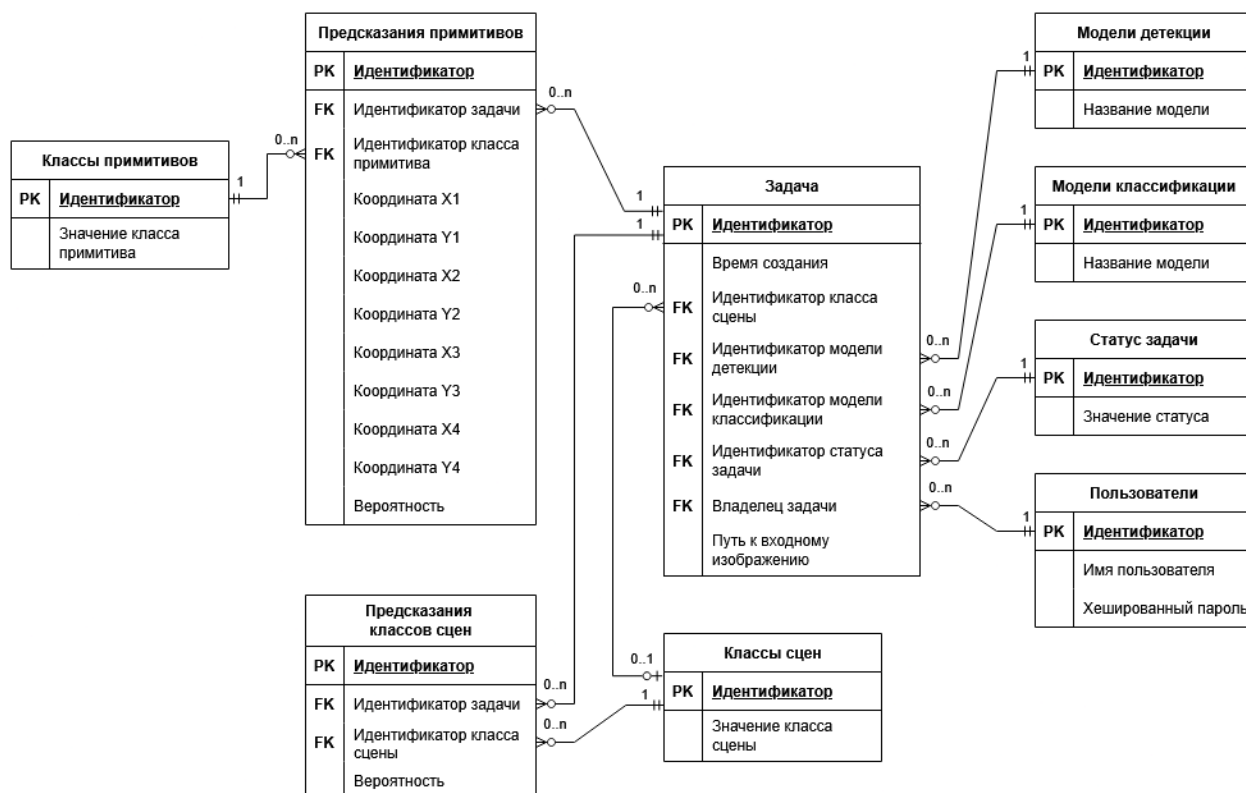 Предсказания примитивов
PK Идентификатор
FK Идентификатор задачи
FK Идентификатор класса
примитива
Координата X1
Координата Y1
Координата X2
Координата Y2
Координата X3
Координата Y3
Координата X4
Координата Y4
Вероятность
0..n
0..n
1
Классы примитивов
PK Идентификатор
Значение класса
примитива
1
1
0..n
Задача
PK Идентификатор
Время создания
FK Идентификатор класса
сцены
FK Идентификатор модели
детекции
FK Идентификатор модели
классификации
FK Идентификатор статуса
задачи
FK Владелец задачи
Путь к входному
изображению
0..n
0..n
0..n
0..n
1
Модели детекции
PK Идентификатор
Название модели
1
Модели классификации
PK Идентификатор
Название модели
1
Статус задачи
PK Идентификатор
Значение статуса
1
Пользователи
PK Идентификатор
Имя пользователя
Хешированный пароль
Предсказания
классов сцен
PK Идентификатор
FK Идентификатор задачи
FK Идентификатор класса
сцены
Вероятность
0..n
0..n
0..1
1
Классы сцен
PK Идентификатор
Значение класса
сцены